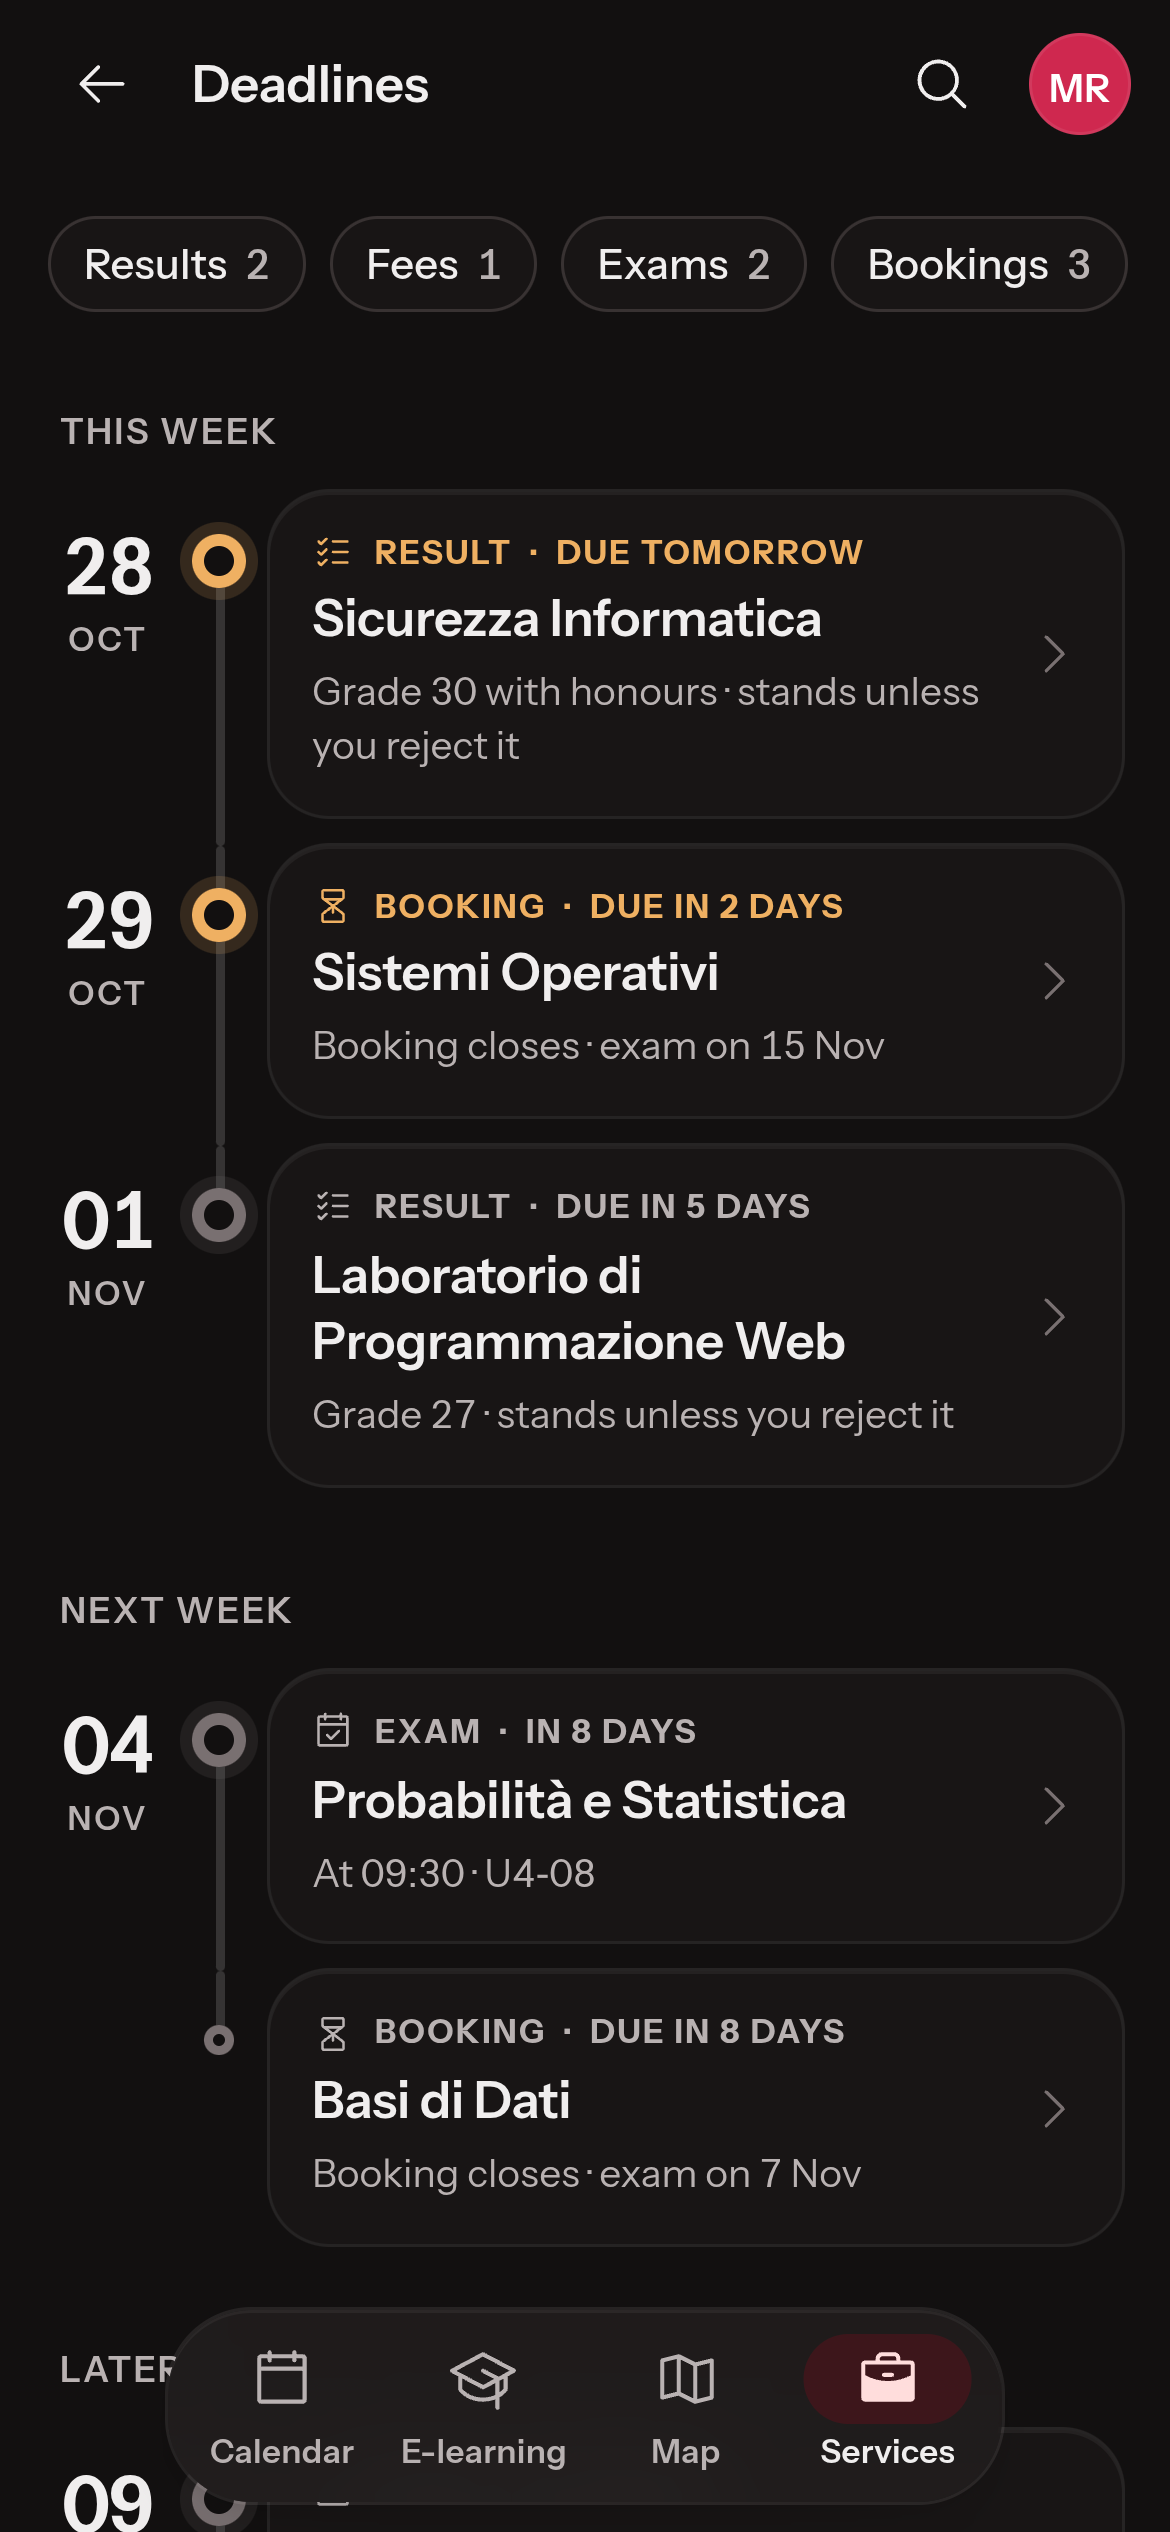 Deadlines
MR
Results 2
Fees 1
Exams 2
Bookings 3
THIS WEEK
28
OCT
RESULT · DUE TOMORROW
Sicurezza Informatica
Grade 30 with honours · stands unless
you reject it
29
OCT
BOOKING · DUE IN 2 DAYS
Sistemi Operativi
Booking closes · exam on 15 Nov
01
NOV
RESULT · DUE IN 5 DAYS
Laboratorio di
Programmazione Web
Grade 27 · stands unless you reject it
NEXT WEEK
04
NOV
EXAM · IN 8 DAYS
Probabilità e Statistica
At 09:30 · U4-08
BOOKING · DUE IN 8 DAYS
Basi di Dati
Booking closes · exam on 7 Nov
LATER
Calendar
E-learning
Map
Services
09